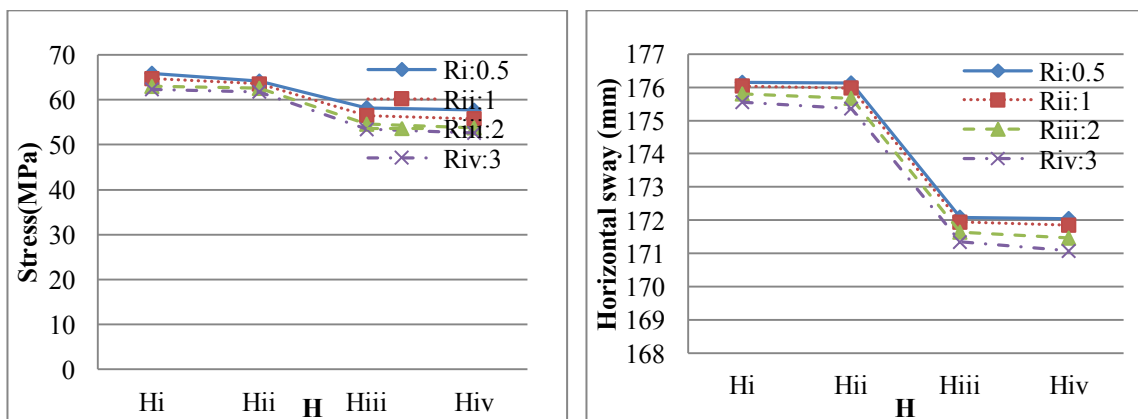 70
60
50
40
30
20
10
0
Stress(MPa)
Ri:0.5
Rii:1
Riii:2
Riv:3
Hi Hii Hiii Hiv
H
177
176
175
174
173
172
171
170
169
168
Horizontal sway (mm)
Ri:0.5
Rii:1
Riii:2
Riv:3
Hi Hii Hiii Hiv
H